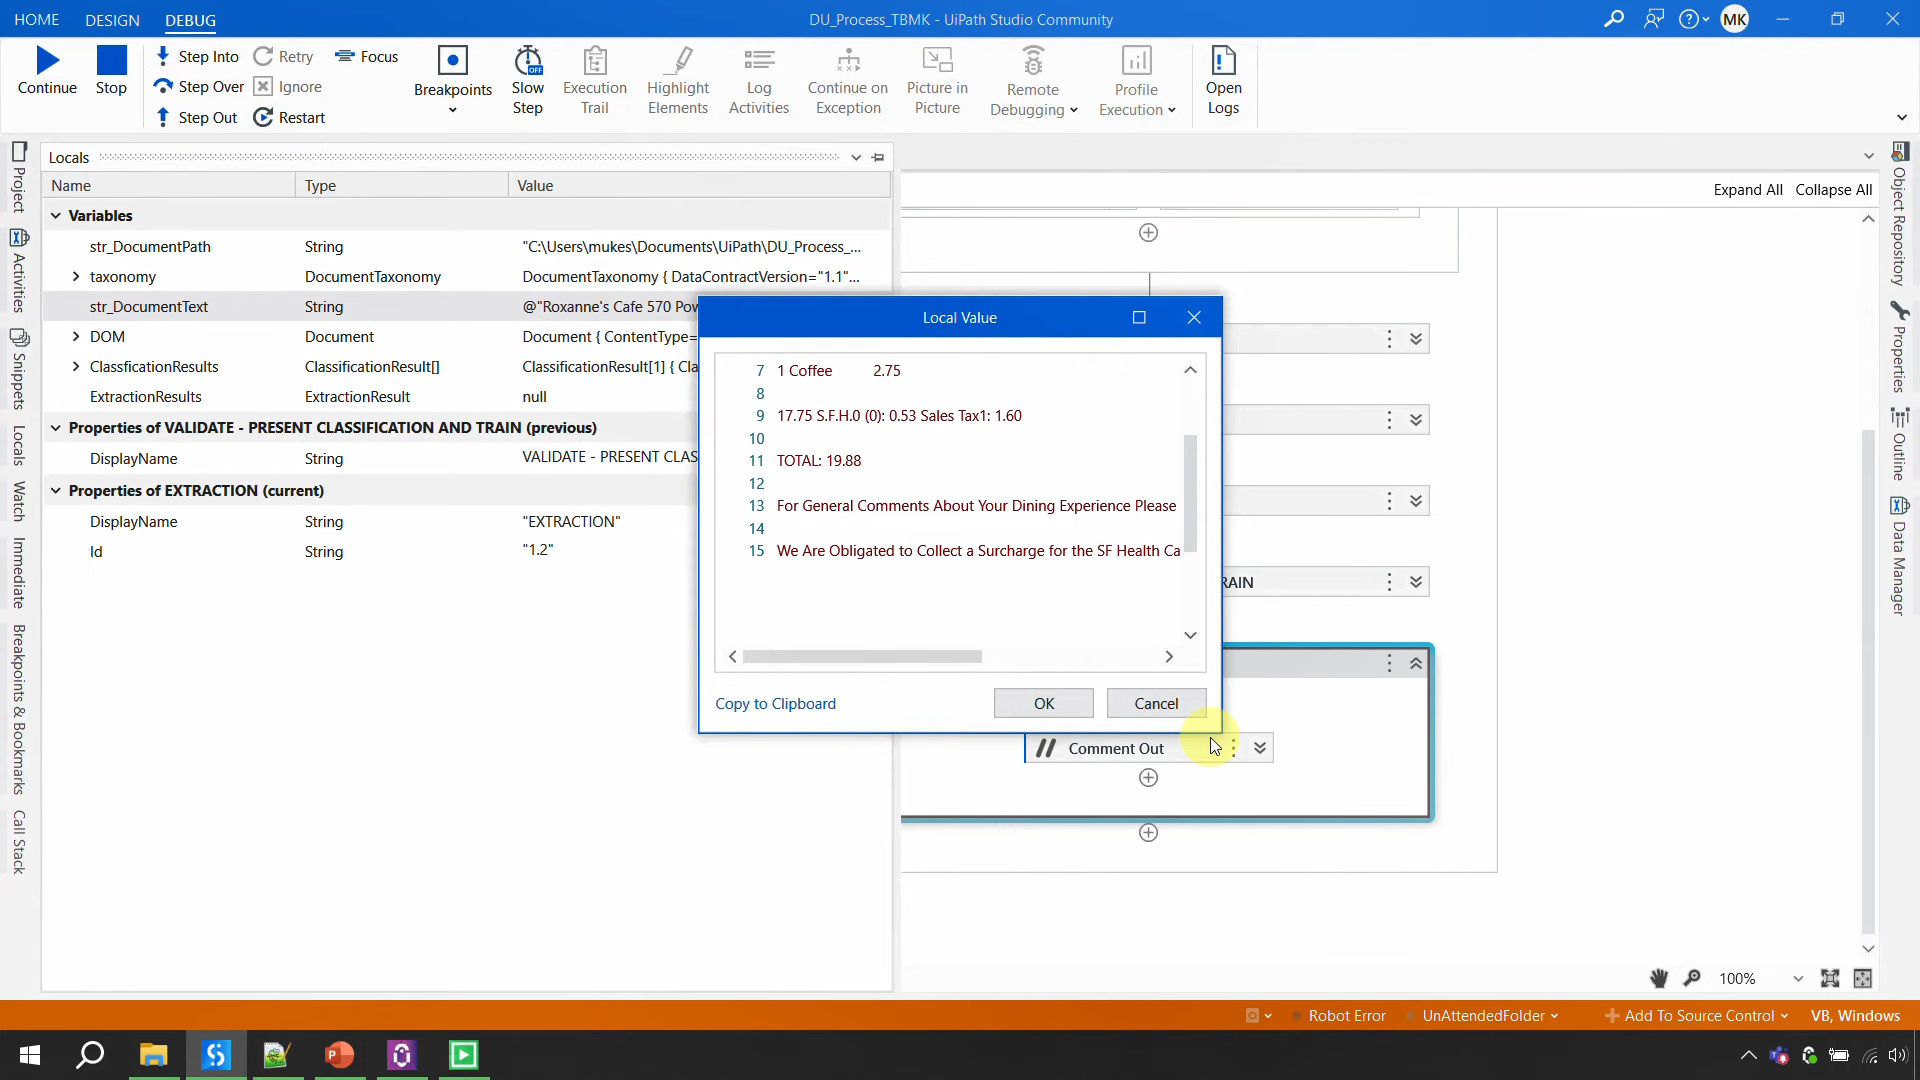 HOME DESIGN DEBUG
DU_Process_TBMK - UiPath Studio Community
MK
Continue
Stop
Step Into
Step Over
Step Out
Retry
Ignore
Restart
Focus
Breakpoints
Slow
Step
OFF
Execution
Trail
Highlight
Elements
Log
Activities
Continue on
Exception
Picture in
Picture
Remote
Debugging
Profile
Execution
Open
Logs
Project
Activities
Snippets
Locals
Watch
Immediate
Breakpoints & Bookmarks
Call Stack
Locals
Name Type Value
Variables
str_DocumentPath String "C:\Users\mukes\Documents\UiPath\DU_Process_...
taxonomy DocumentTaxonomy DocumentTaxonomy { DataContractVersion="1.1"...
str_DocumentText String @"Roxanne's Cafe 570 Pow
DOM Document Document { ContentType=
ClassficationResults ClassificationResult[] ClassificationResult[1] { Cla
ExtractionResults ExtractionResult null
Properties of VALIDATE - PRESENT CLASSIFICATION AND TRAIN (previous)
DisplayName String VALIDATE - PRESENT CLAS
Properties of EXTRACTION (current)
DisplayName String "EXTRACTION"
Id String "1.2"
Expand All Collapse All
Local Value
7 1 Coffee 2.75
8
9 17.75 S.F.H.0 (0): 0.53 Sales Tax1: 1.60
10
11 TOTAL: 19.88
12
13 For General Comments About Your Dining Experience Please
14
15 We Are Obligated to Collect a Surcharge for the SF Health Ca
Copy to Clipboard
OK
Cancel
RAIN
// Comment Out
100%
Object Repository
Properties
Outline
Data Manager
Robot Error
UnAttendedFolder
Add To Source Control
VB, Windows